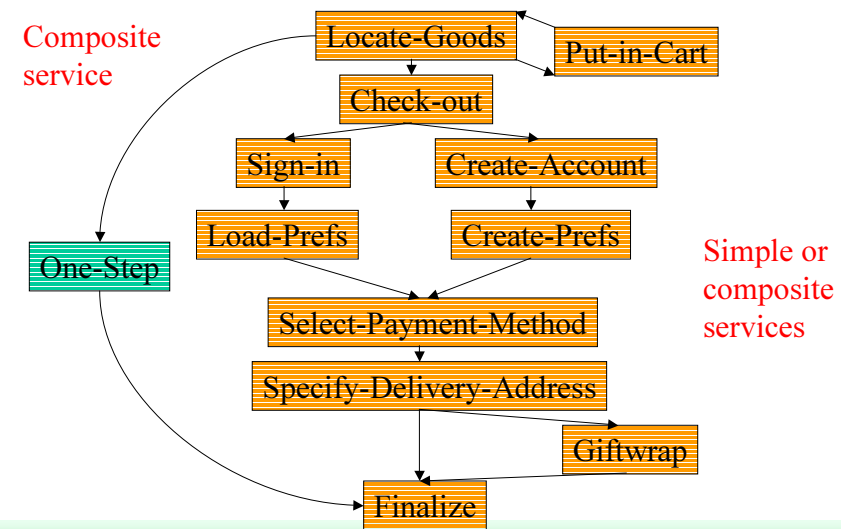 Composite
service
Locate-Goods
Put-in-Cart
Check-out
Sign-in
Create-Account
Load-Prefs
Create-Prefs
One-Step
Simple or
composite
services
Select-Payment-Method
Specify-Delivery-Address
Giftwrap
Finalize